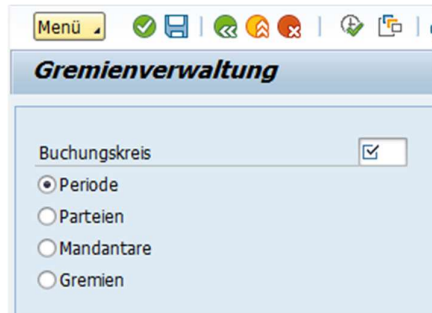 Menü
Gremienverwaltung
Buchungskreis
Periode
Parteien
Mandantare
Gremien